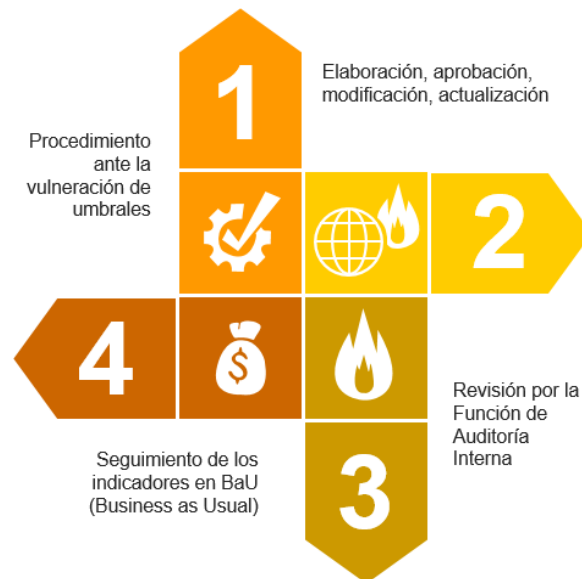 1
Elaboración, aprobación,
modificación, actualización
Procedimiento
ante la
vulneración de
umbrales
2
$
4
Revisión por la
Función de
Auditoría
Interna
Seguimiento de los
indicadores en BaU
(Business as Usual)
3